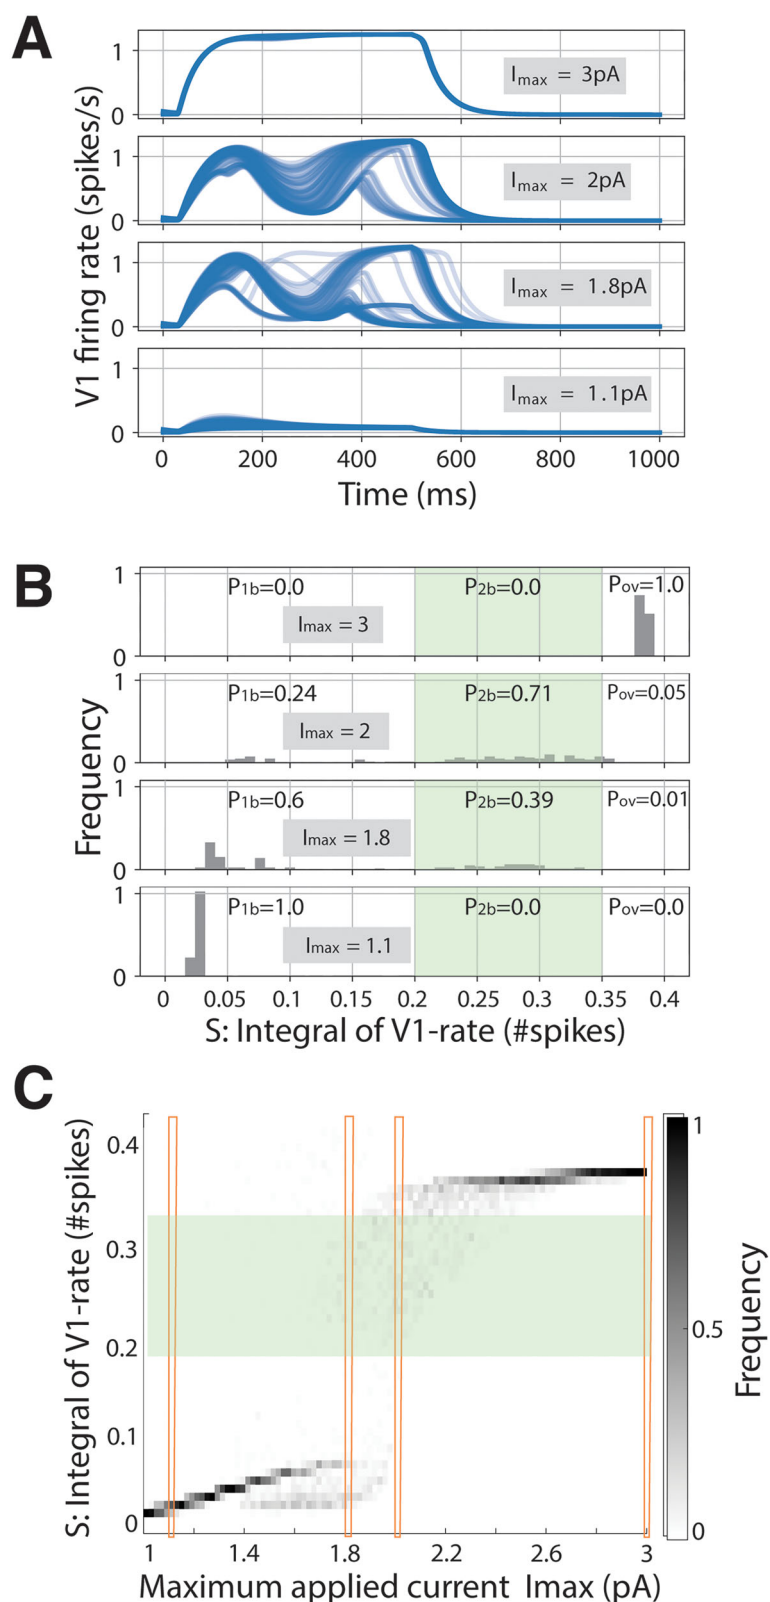 A
V1 firing rate (spikes/s)
1
0
Imax = 3pA
1
0
Imax = 2pA
1
0
Imax = 1.8pA
1
0
Imax = 1.1pA
0 200 400 600 800 1000
Time (ms)
B
Frequency
1
0
P1b=0.0 P2b=0.0 Pov=1.0
Imax = 3
1
0
P1b=0.24 P2b=0.71 Pov=0.05
Imax = 2
1
0
P1b=0.6 P2b=0.39 Pov=0.01
Imax = 1.8
1
0
P1b=1.0 P2b=0.0 Pov=0.0
Imax = 1.1
0 0.05 0.1 0.15 0.2 0.25 0.3 0.35 0.4
S: Integral of V1-rate (#spikes)
C
S: Integral of V1-rate (#spikes)
0.4
0.3
0.2
0.1
0
1 1.4 1.8 2.2 2.6 3
Maximum applied current Imax (pA)
1
0.5
0
Frequency